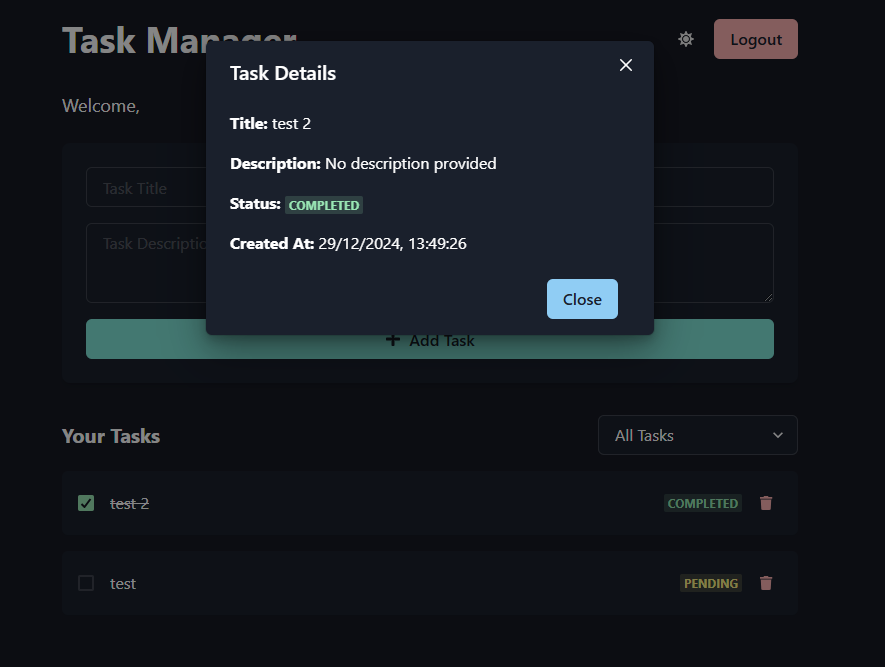 Task Manager
Logout
Welcome,
Task Details
Title: test 2
Description: No description provided
Status: COMPLETED
Created At: 29/12/2024, 13:49:26
Close
Task Title
Task Descriptio
Add Task
Your Tasks
All Tasks
test 2
COMPLETED
test
PENDING